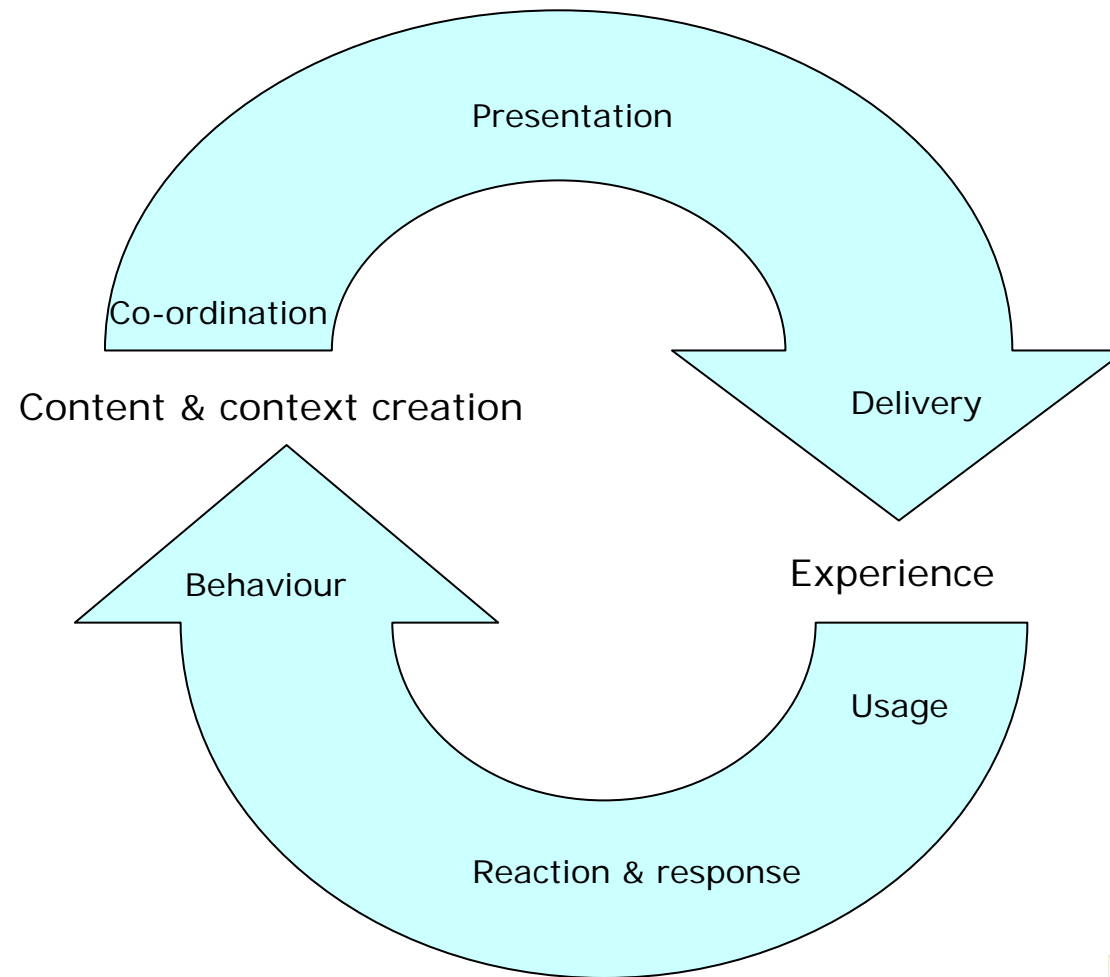 Presentation
Co-ordination
Content & context creation
Delivery
Experience
Behaviour
Usage
Reaction & response